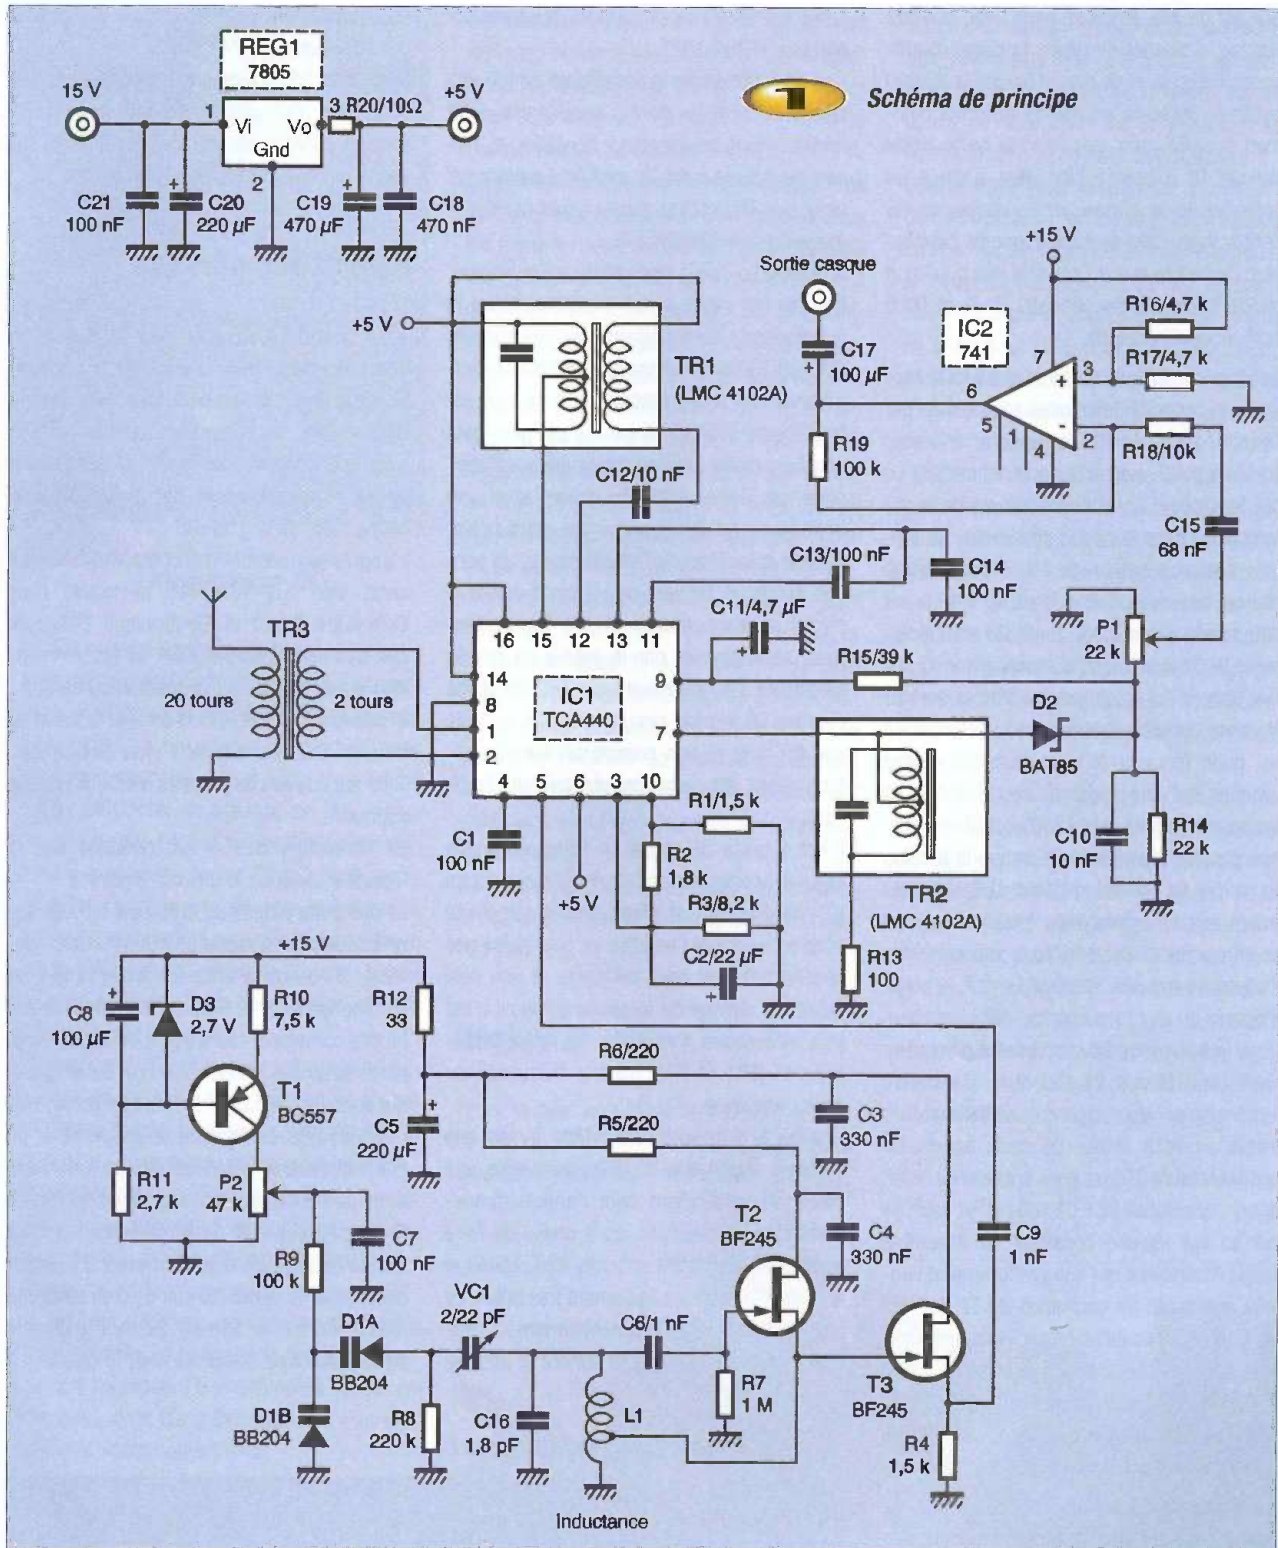 REG1
7805
15 V
1
Vi
Vo
Gnd
2
3 R20/10Ω
+5 V
C21
100 nF
+
C20
220 µF
+
C19
470 µF
C18
470 nF
1 Schéma de principe
+15 V
Sortie casque
IC2
741
R16/4,7 k
R17/4,7 k
7
3
+
-
6
5
1
4
2
R18/10k
C17
+
100 µF
R19
100 k
C15
68 nF
+5 V
TR1
(LMC 4102A)
C12/10 nF
C13/100 nF
C14
100 nF
C11/4,7 µF
+
P1
22 k
TR3
20 tours
2 tours
16
15
12
13
11
14
8
1
2
9
7
IC1
TCA440
4
5
6
3
10
R15/39 k
D2
BAT85
C1
100 nF
+5 V
R1/1,5 k
R2
1,8 k
R3/8,2 k
C2/22 µF
+
TR2
(LMC 4102A)
R13
100
C10
10 nF
R14
22 k
+15 V
+
C8
100 µF
D3
2,7 V
R10
7,5 k
R12
33
T1
BC557
C5
+
220 µF
R6/220
R5/220
C3
330 nF
R11
2,7 k
P2
47 k
C7
100 nF
R9
100 k
T2
BF245
C4
330 nF
C9
1 nF
D1A
BB204
VC1
2/22 pF
C6/1 nF
D1B
BB204
R8
220 k
C16
1,8 pF
L1
R7
1 M
T3
BF245
R4
1,5 k
Inductance